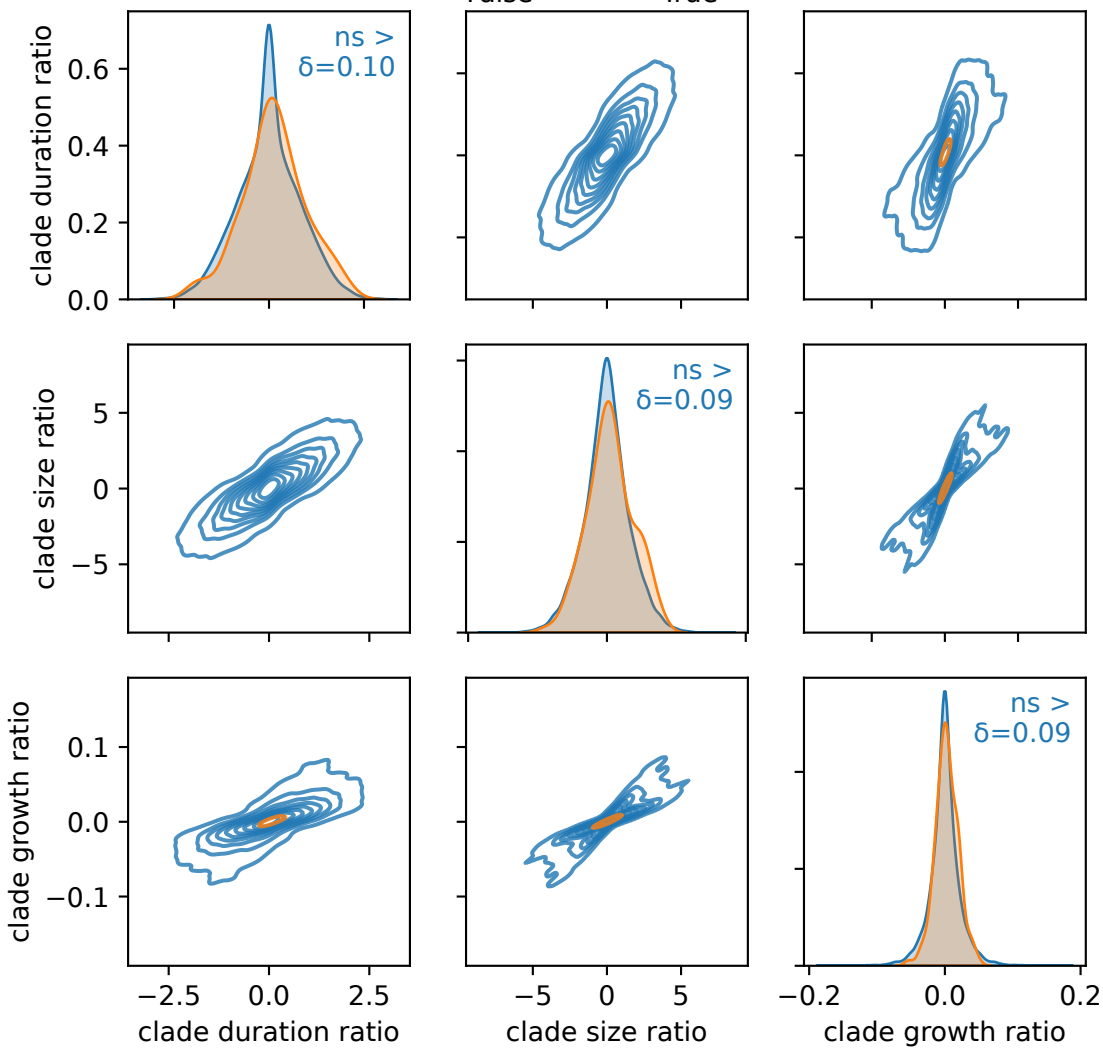 clade duration ratio
0.6
0.4
0.2
0.0
ns >
δ=0.10
clade size ratio
5
0
−5
ns >
δ=0.09
clade growth ratio
0.1
0.0
−0.1
ns >
δ=0.09
−2.5 0.0 2.5
−5 0 5
−0.2 0.0 0.2
clade duration ratio
clade size ratio
clade growth ratio